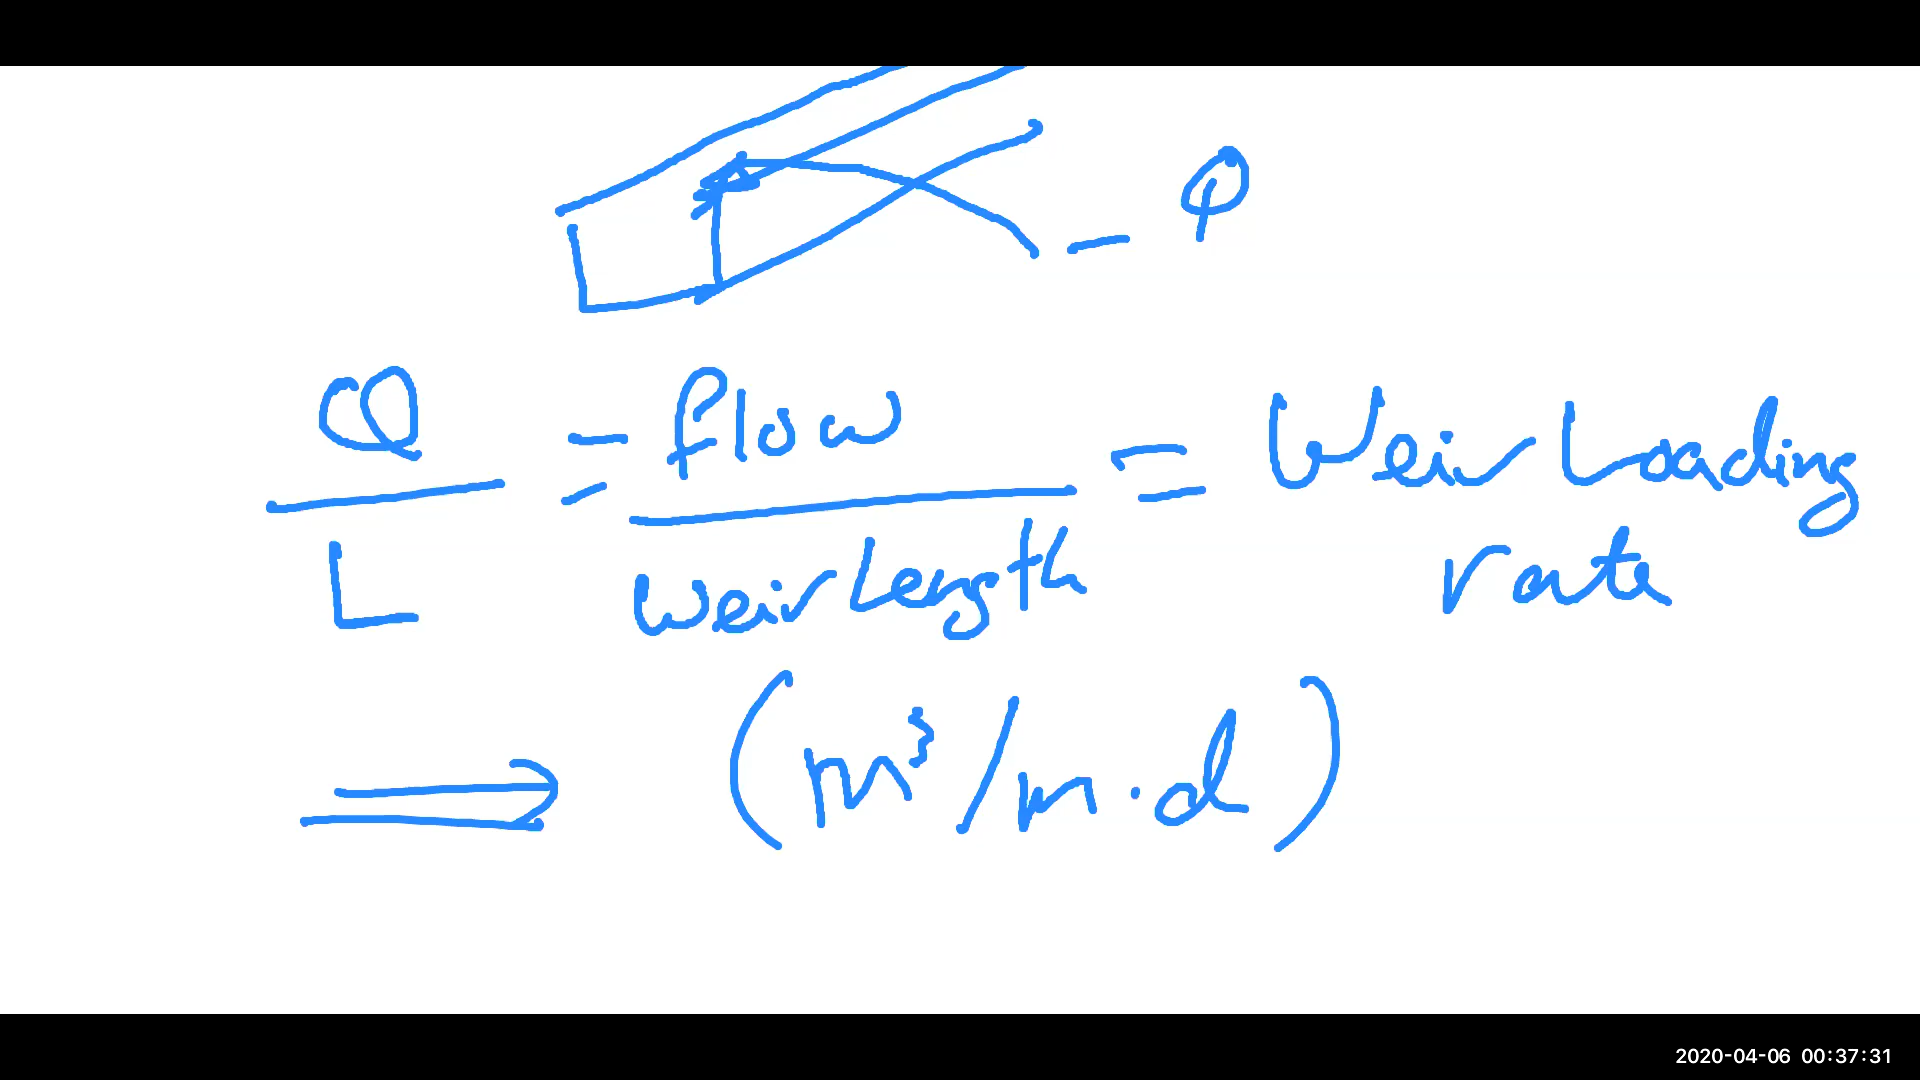 Q
Q = flow = Weir Loading
L weir Length rate
(m³/m·d)
2020-04-06 00:37:31